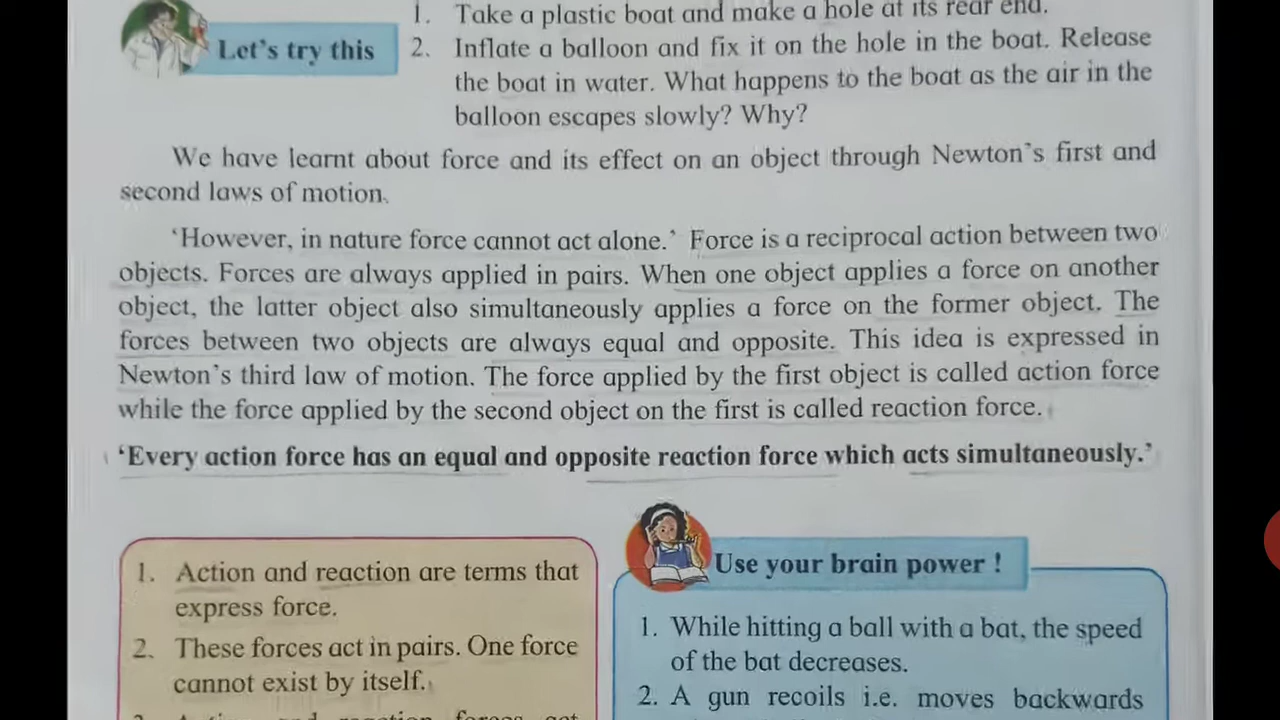 1. Take a plastic boat and make a hole at its rear end.
Let's try this
2. Inflate a balloon and fix it on the hole in the boat. Release
the boat in water. What happens to the boat as the air in the
balloon escapes slowly? Why?
We have learnt about force and its effect on an object through Newton's first and
second laws of motion.
'However, in nature force cannot act alone.' Force is a reciprocal action between two
objects. Forces are always applied in pairs. When one object applies a force on another
object, the latter object also simultaneously applies a force on the former object. The
forces between two objects are always equal and opposite. This idea is expressed in
Newton's third law of motion. The force applied by the first object is called action force
while the force applied by the second object on the first is called reaction force.
'Every action force has an equal and opposite reaction force which acts simultaneously.'
1. Action and reaction are terms that
express force.
2. These forces act in pairs. One force
cannot exist by itself.
Use your brain power !
1. While hitting a ball with a bat, the speed
of the bat decreases.
2. A gun recoils i.e. moves backwards